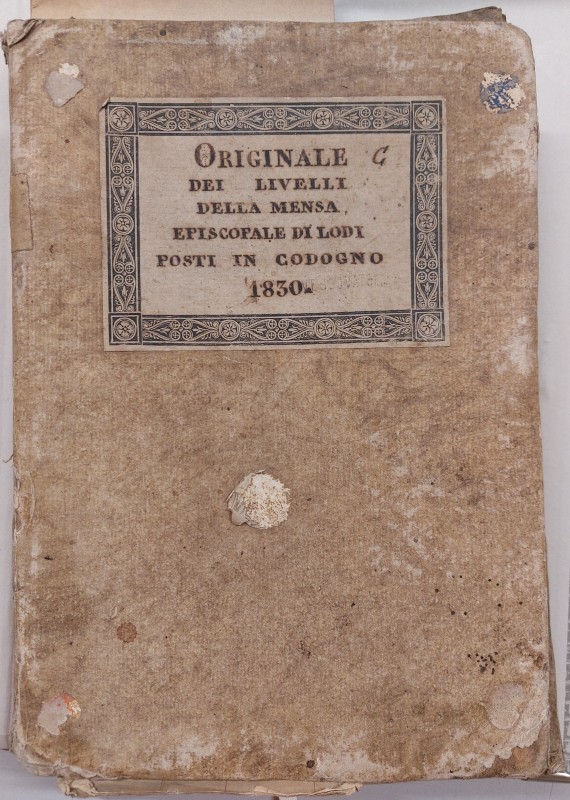 ORIGINALE G
DEI LIVELLI
DELLA MENSA
EPISCOPALE DI LODI
POSTI IN CODOGNO
1830.